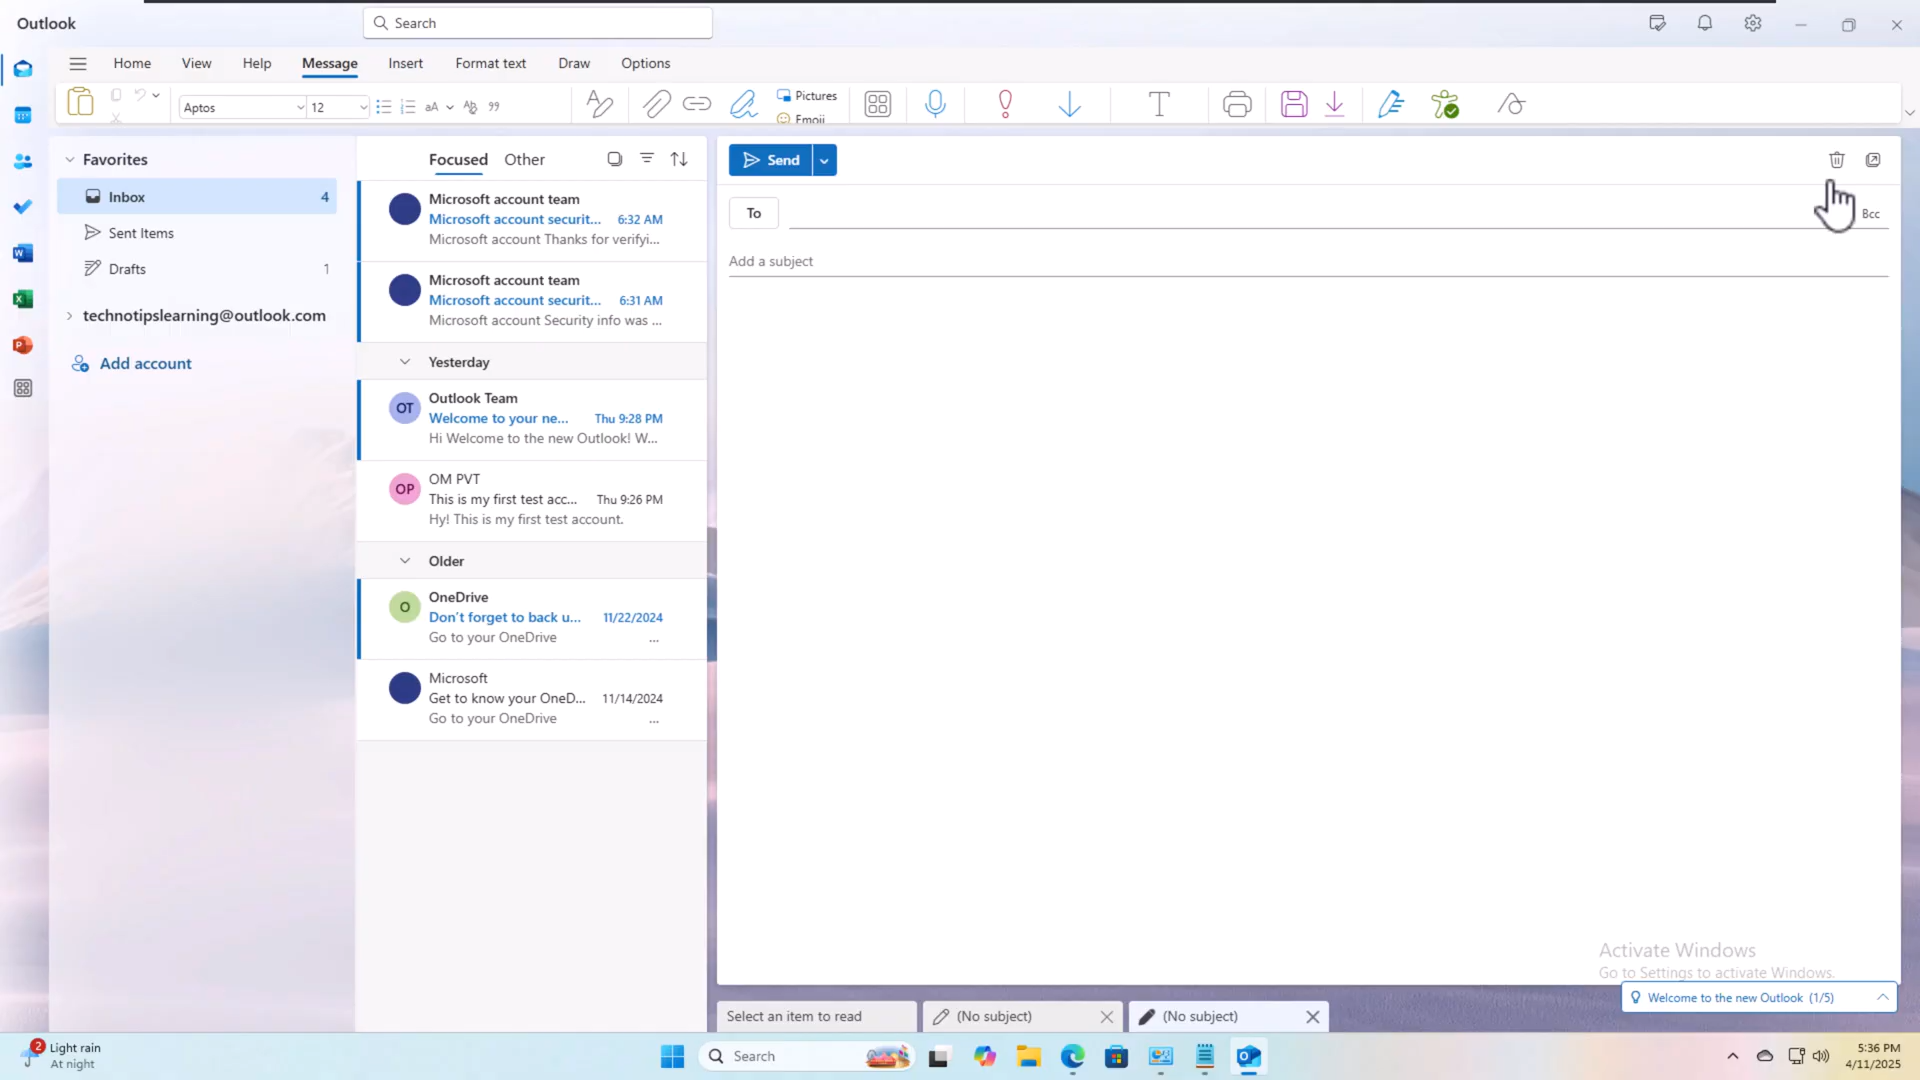 Outlook
Search
Home
View
Help
Message
Insert
Format text
Draw
Options
Aptos
12
Pictures
Emoji
Favorites
Inbox
4
Sent Items
Drafts
1
technotipslearning@outlook.com
Add account
Focused
Other
Microsoft account team
Microsoft account securit... 6:32 AM
Microsoft account Thanks for verifyi...
Microsoft account team
Microsoft account securit... 6:31 AM
Microsoft account Security info was ...
Yesterday
OT
Outlook Team
Welcome to your ne... Thu 9:28 PM
Hi Welcome to the new Outlook! W...
OP
OM PVT
This is my first test acc... Thu 9:26 PM
Hy! This is my first test account.
Older
O
OneDrive
Don't forget to back u... 11/22/2024
Go to your OneDrive ...
Microsoft
Get to know your OneD... 11/14/2024
Go to your OneDrive ...
Send
To
Bcc
Add a subject
Activate Windows
Go to Settings to activate Windows.
Welcome to the new Outlook (1/5)
Select an item to read
(No subject)
(No subject)
2
Light rain
At night
Search
5:36 PM
4/11/2025